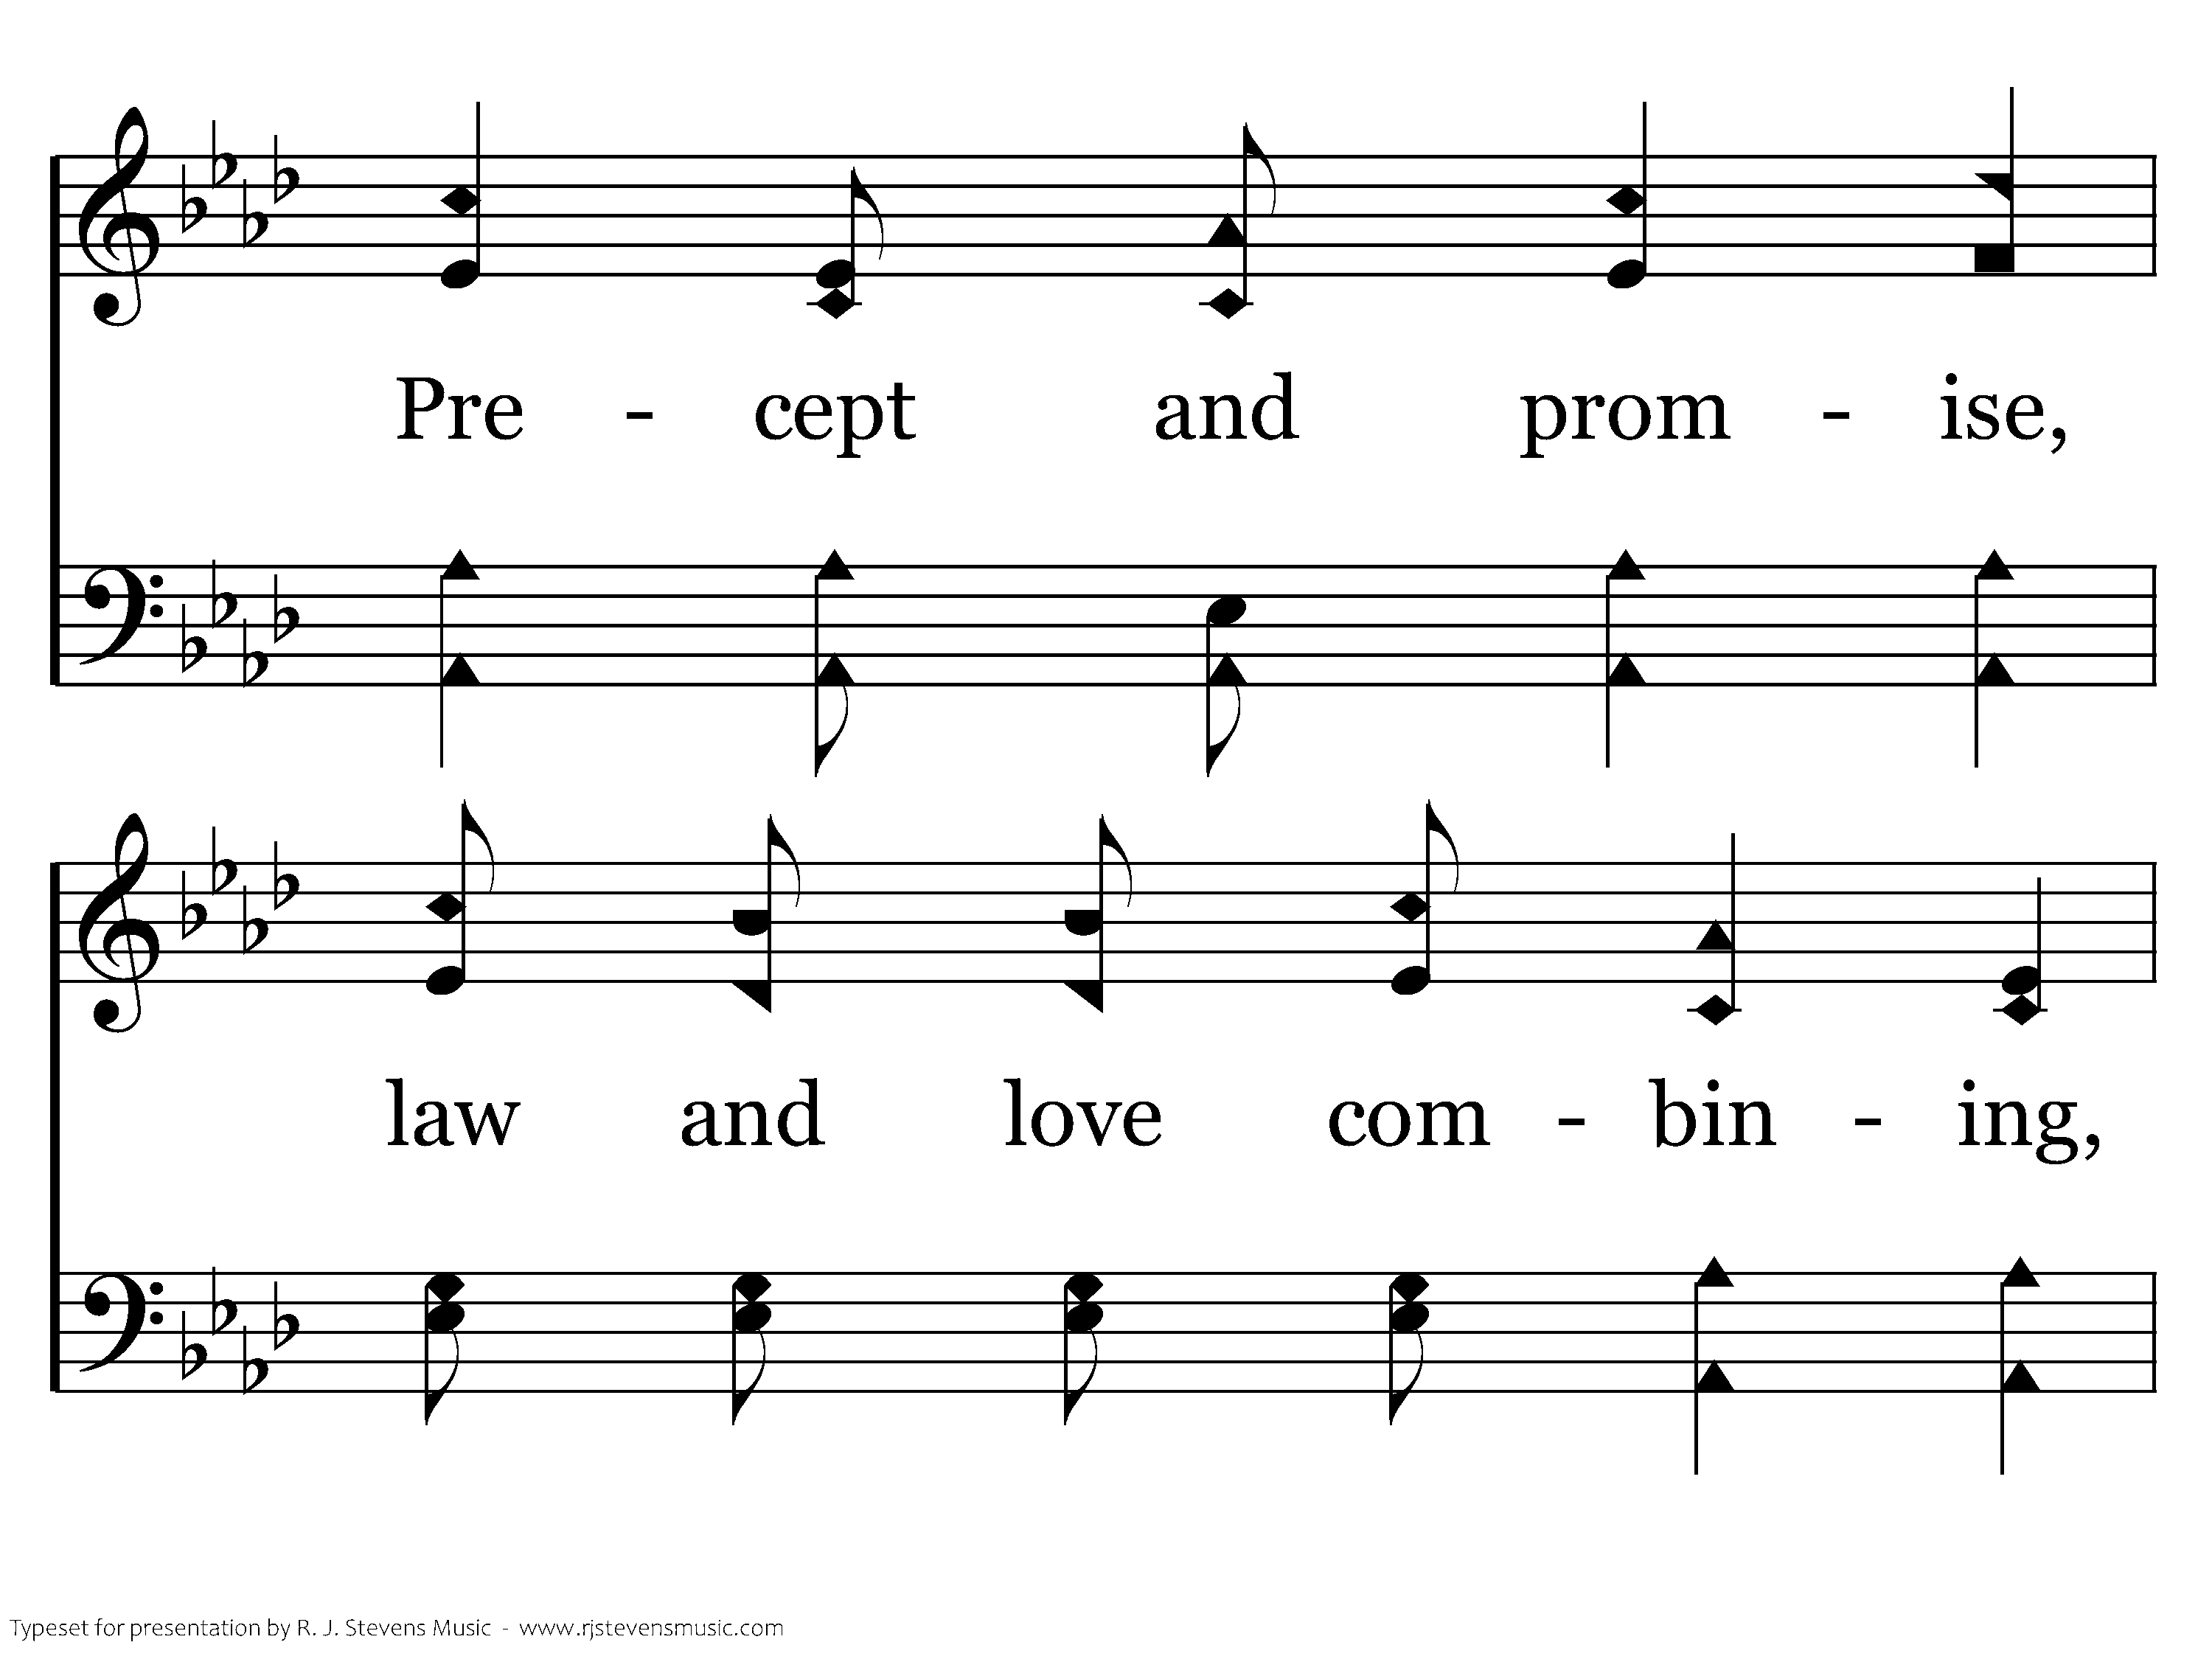 Pre - cept and prom - ise,
law and love com - bin - ing,
Typeset for presentation by R. J. Stevens Music - www.rjstevensmusic.com